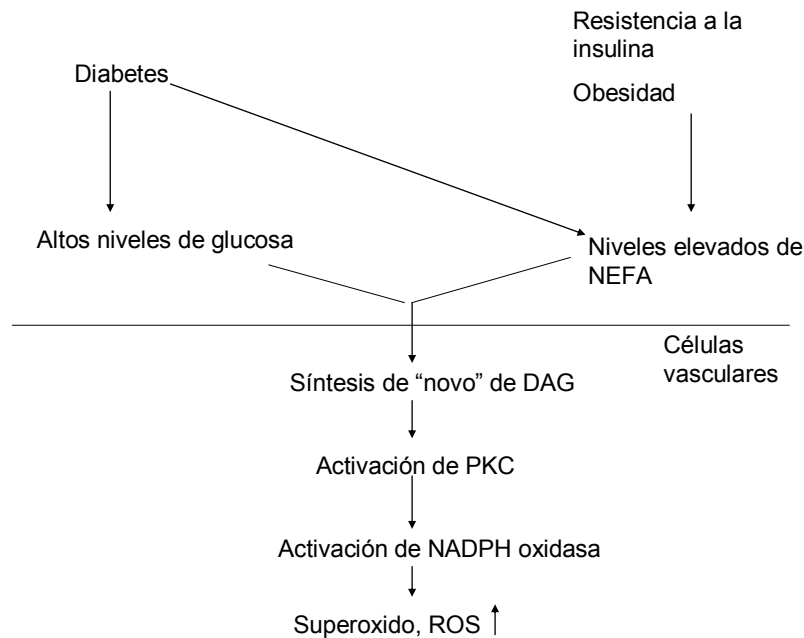 Resistencia a la
insulina
Diabetes
Obesidad
Altos niveles de glucosa
Niveles elevados de
NEFA
Células
vasculares
Síntesis de “novo” de DAG
Activación de PKC
Activación de NADPH oxidasa
Superoxido, ROS